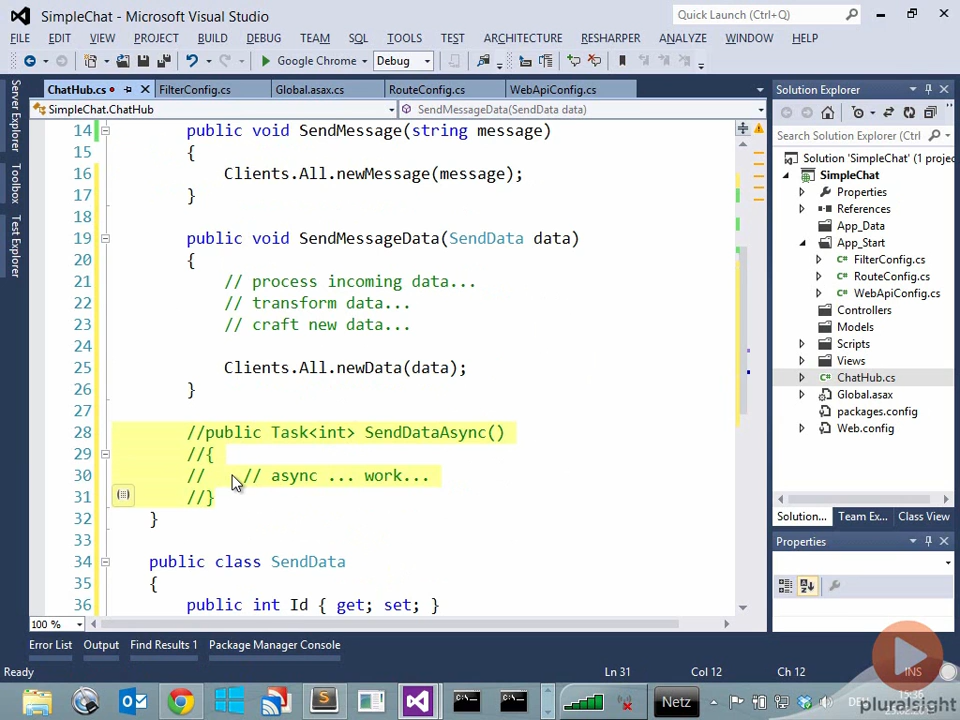 SimpleChat - Microsoft Visual Studio
Quick Launch (Ctrl+Q)
FILE EDIT VIEW PROJECT BUILD DEBUG TEAM SQL TOOLS TEST ARCHITECTURE RESHARPER ANALYZE WINDOW HELP
Google Chrome Debug
ChatHub.cs FilterConfig.cs Global.asax.cs RouteConfig.cs WebApiConfig.cs
SimpleChat.ChatHub SendMessageData(SendData data)
Server Explorer
Toolbox
Test Explorer
14 public void SendMessage(string message)
15 {
16 Clients.All.newMessage(message);
17 }
18
19 public void SendMessageData(SendData data)
20 {
21 // process incoming data...
22 // transform data...
23 // craft new data...
24
25 Clients.All.newData(data);
26 }
27
28 //public Task<int> SendDataAsync()
29 //{
30 // // async ... work...
31 //}
32 }
33
34 public class SendData
35 {
36 public int Id { get; set; }
100 %
Solution Explorer
Search Solution Explorer (Ctrl
Solution 'SimpleChat' (1 projec
SimpleChat
Properties
References
App_Data
App_Start
FilterConfig.cs
RouteConfig.cs
WebApiConfig.cs
Controllers
Models
Scripts
Views
ChatHub.cs
Global.asax
packages.config
Web.config
Solution... Team Ex... Class View
Properties
Error List Output Find Results 1 Package Manager Console
Ready Ln 31 Col 12 Ch 12 INS
Netz
pluralsight